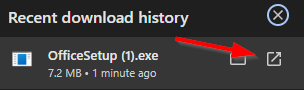 Recent download history
OfficeSetup (1).exe
7.2 MB • 1 minute ago